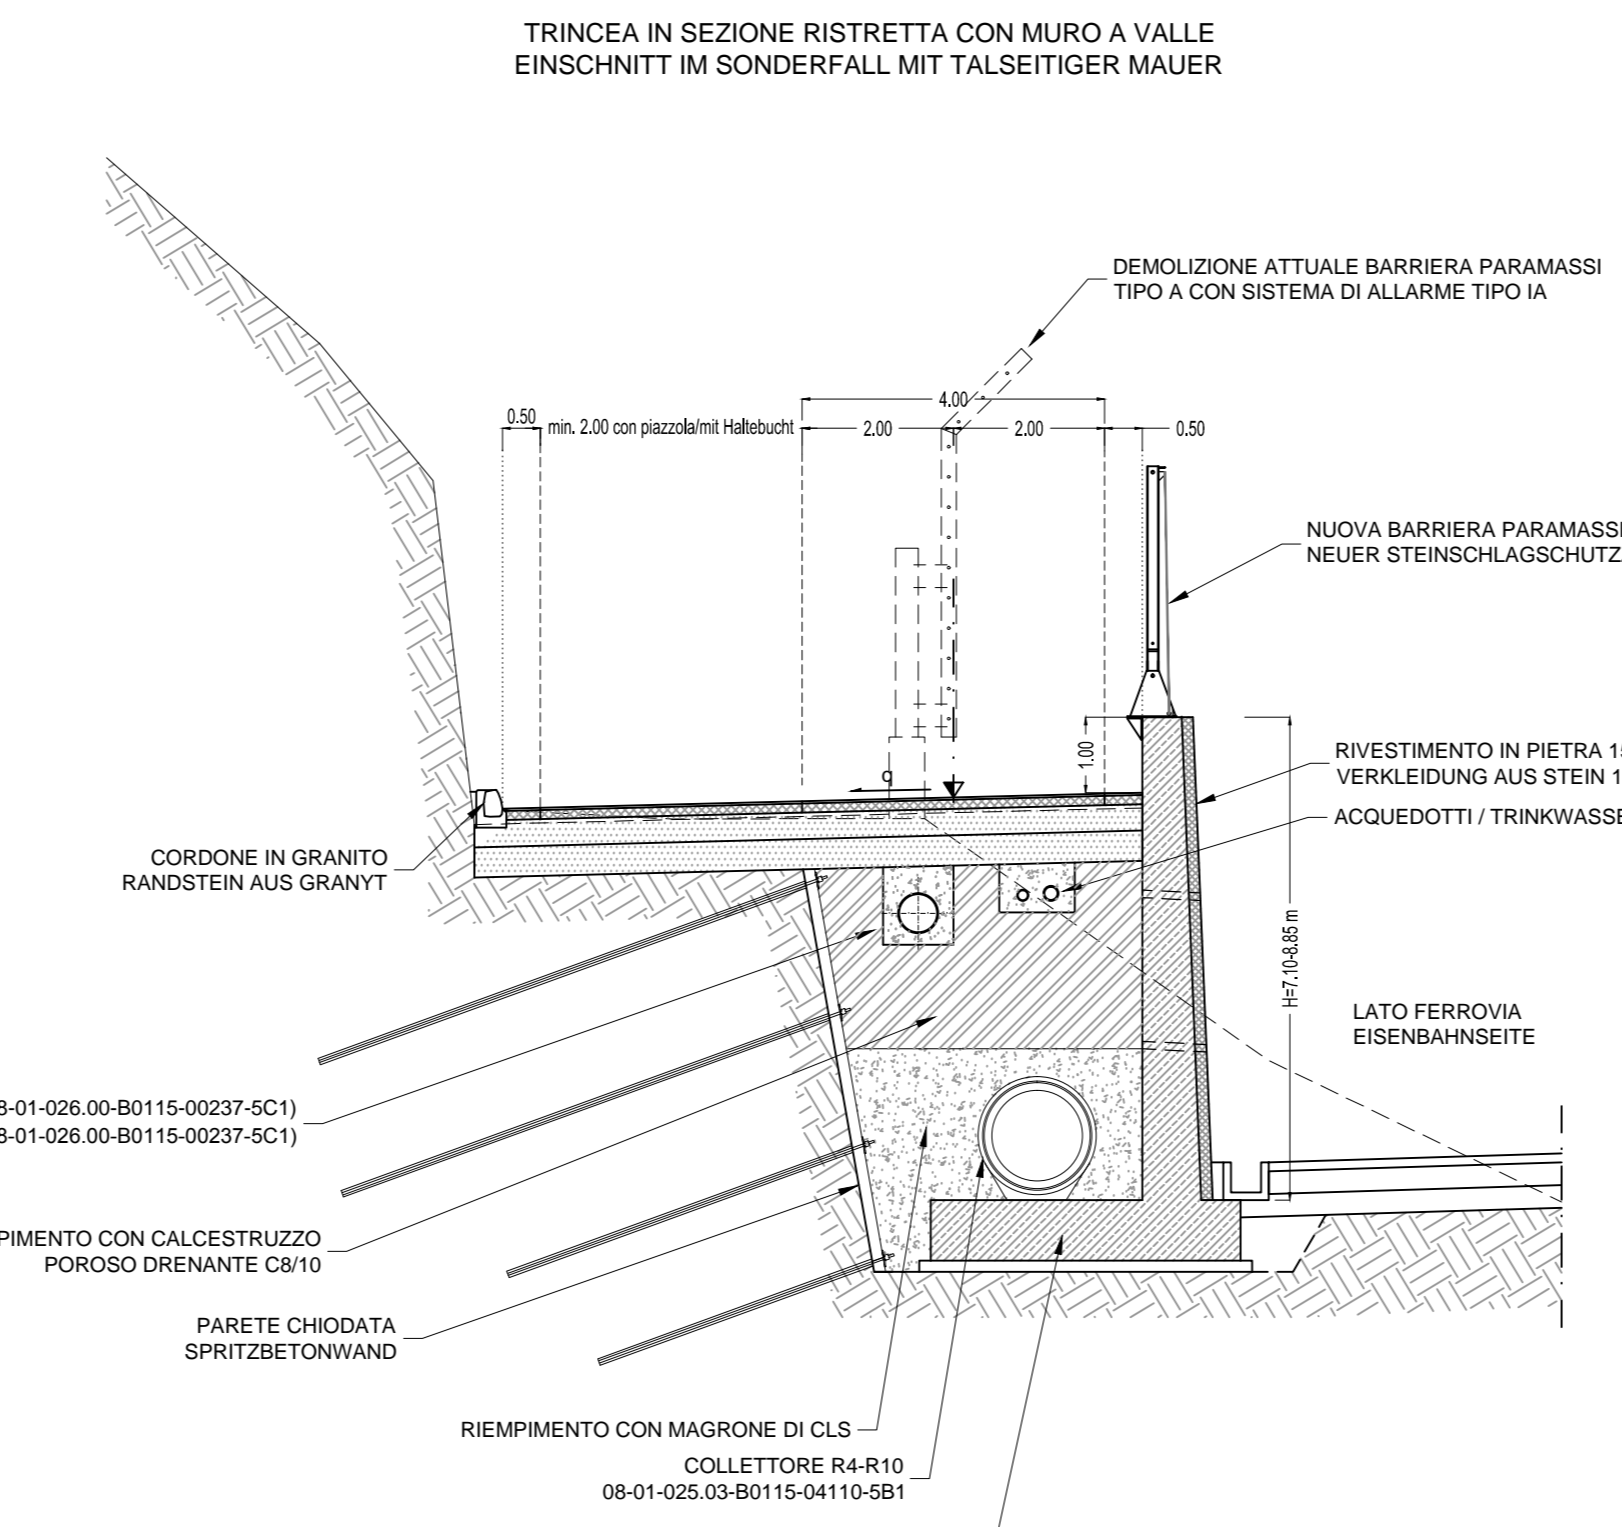 TRINCEA IN SEZIONE RISTRETTA CON MURO A VALLE
EINSCHNITT IM SONDERFALL MIT TALSEITIGER MAUER
DEMOLIZIONE ATTUALE BARRIERA PARAMASSI
TIPO A CON SISTEMA DI ALLARME TIPO IA
4.00
0.50
min. 2.00 con piazzola/mit Haltebucht
2.00
2.00
0.50
NUOVA BARRIERA PARAMASSI
NEUER STEINSCHLAGSCHUTZ
1.00
q
RIVESTIMENTO IN PIETRA 15
VERKLEIDUNG AUS STEIN 1
ACQUEDOTTI / TRINKWASSE
CORDONE IN GRANITO
RANDSTEIN AUS GRANYT
H=7.10-8.85 m
LATO FERROVIA
EISENBAHNSEITE
8-01-026.00-B0115-00237-5C1)
8-01-026.00-B0115-00237-5C1)
PIMENTO CON CALCESTRUZZO
POROSO DRENANTE C8/10
PARETE CHIODATA
SPRITZBETONWAND
RIEMPIMENTO CON MAGRONE DI CLS
COLLETTORE R4-R10
08-01-025.03-B0115-04110-5B1